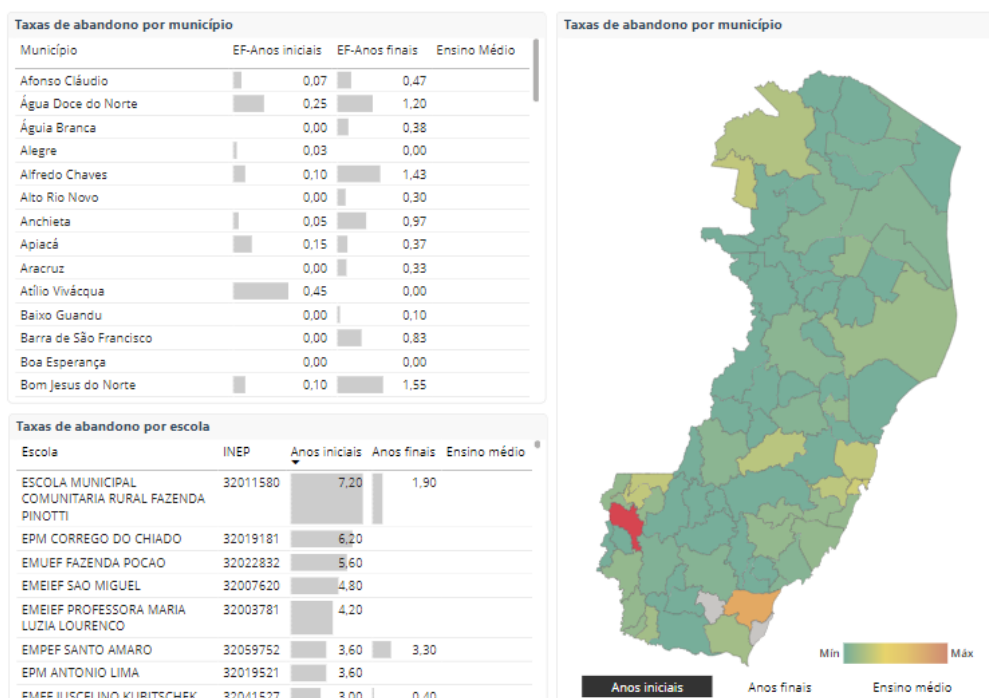 Taxas de abandono por município
Município EF-Anos iniciais EF-Anos finais Ensino Médio
Afonso Cláudio 0,07 0,47
Água Doce do Norte 0,25 1,20
Águia Branca 0,00 0,38
Alegre 0,03 0,00
Alfredo Chaves 0,10 1,43
Alto Rio Novo 0,00 0,30
Anchieta 0,05 0,97
Apiacá 0,15 0,37
Aracruz 0,00 0,33
Atílio Vivácqua 0,45 0,00
Baixo Guandu 0,00 0,10
Barra de São Francisco 0,00 0,83
Boa Esperança 0,00 0,00
Bom Jesus do Norte 0,10 1,55
Taxas de abandono por escola
Escola INEP Anos iniciais Anos finais Ensino médio
ESCOLA MUNICIPAL 32011580 7,20 1,90
COMUNITARIA RURAL FAZENDA
PINOTTI
EPM CORREGO DO CHIADO 32019181 6,20
EMUEF FAZENDA POCAO 32022832 5,60
EMEIEF SAO MIGUEL 32007620 4,80
EMEIEF PROFESSORA MARIA 32003781 4,20
LUZIA LOURENCO
EMPEF SANTO AMARO 32059752 3,60 3,30
EPM ANTONIO LIMA 32019521 3,60
EMEF JUSCELINO KUBITSCHEK 32041527 3,00 0,40
Taxas de abandono por município
Mín Máx
Anos iniciais Anos finais Ensino médio